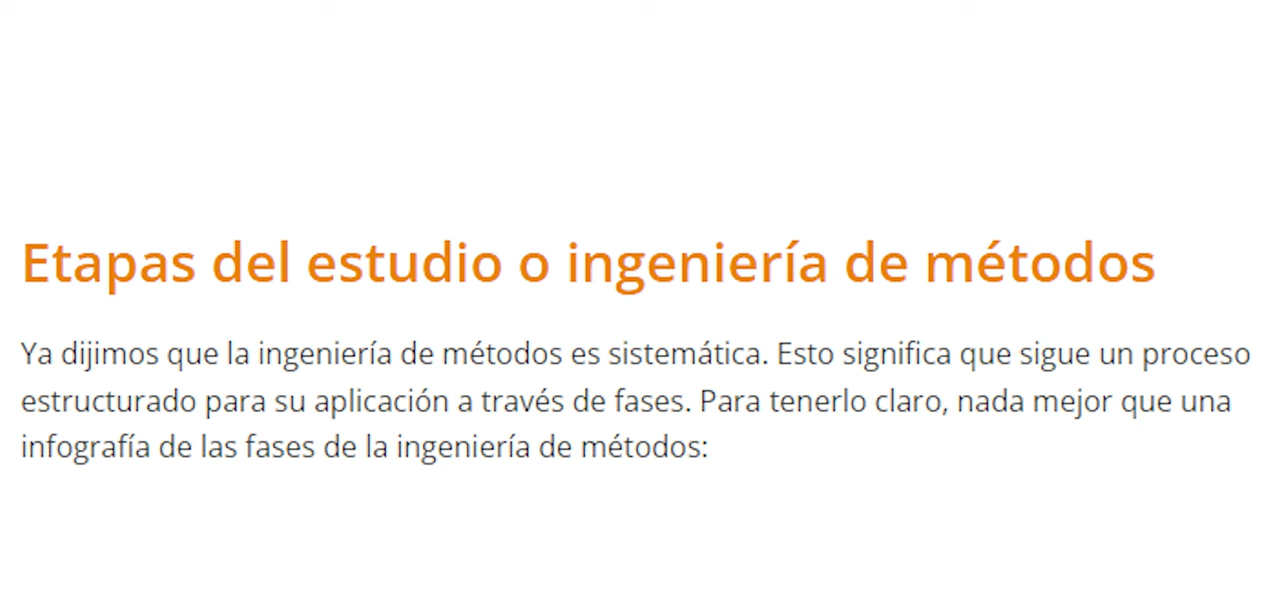 Etapas del estudio o ingeniería de métodos
Ya dijimos que la ingeniería de métodos es sistemática. Esto significa que sigue un proceso
estructurado para su aplicación a través de fases. Para tenerlo claro, nada mejor que una
infografía de las fases de la ingeniería de métodos: